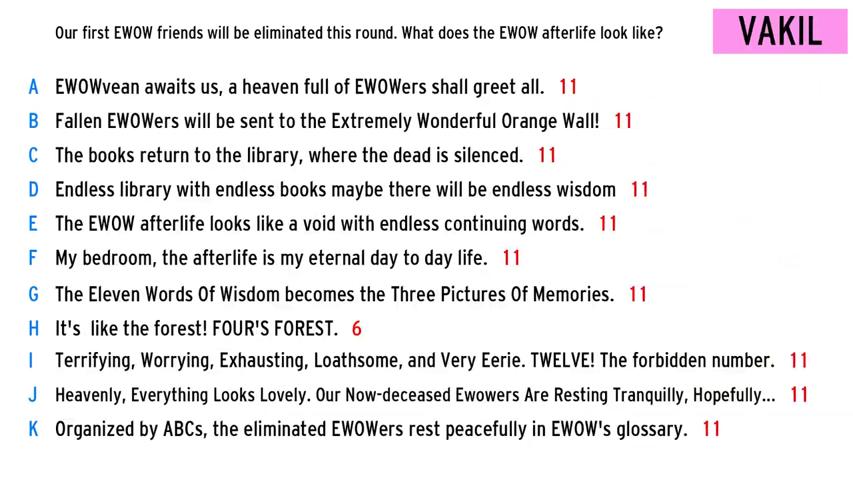 Our first EWOW friends will be eliminated this round. What does the EWOW afterlife look like?
VAKIL
A EWOWvean awaits us, a heaven full of EWOWers shall greet all. 11
B Fallen EWOWers will be sent to the Extremely Wonderful Orange Wall! 11
C The books return to the library, where the dead is silenced. 11
D Endless library with endless books maybe there will be endless wisdom 11
E The EWOW afterlife looks like a void with endless continuing words. 11
F My bedroom, the afterlife is my eternal day to day life. 11
G The Eleven Words Of Wisdom becomes the Three Pictures Of Memories. 11
H It's  like the forest! FOUR'S FOREST. 6
I Terrifying, Worrying, Exhausting, Loathsome, and Very Eerie. TWELVE! The forbidden number. 11
J Heavenly, Everything Looks Lovely. Our Now-deceased Ewowers Are Resting Tranquilly, Hopefully... 11
K Organized by ABCs, the eliminated EWOWers rest peacefully in EWOW's glossary. 11